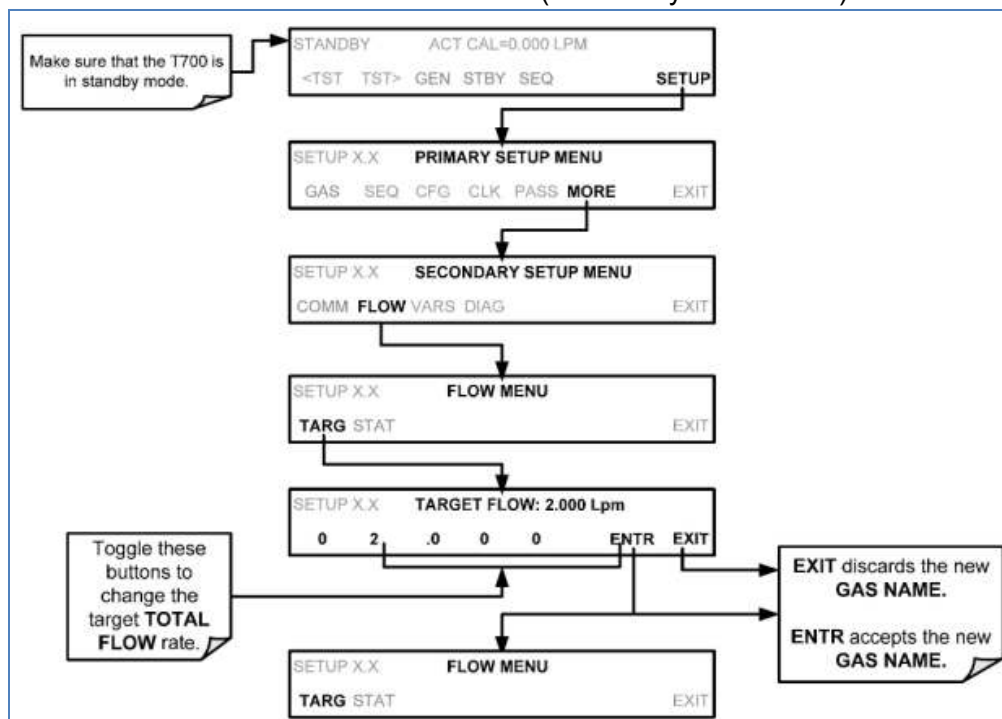 Make sure that the T700 is
in standby mode.
STANDBY ACT CAL=0.000 LPM
<TST TST> GEN STBY SEQ SETUP
SETUP X.X PRIMARY SETUP MENU
GAS SEQ CFG CLK PASS MORE EXIT
SETUP X.X SECONDARY SETUP MENU
COMM FLOW VARS DIAG EXIT
SETUP X.X FLOW MENU
TARG STAT EXIT
SETUP X.X TARGET FLOW: 2.000 Lpm
0 2 .0 0 0 ENTR EXIT
Toggle these
buttons to
change the
target TOTAL
FLOW rate.
EXIT discards the new
GAS NAME.
ENTR accepts the new
GAS NAME.
SETUP X.X FLOW MENU
TARG STAT EXIT